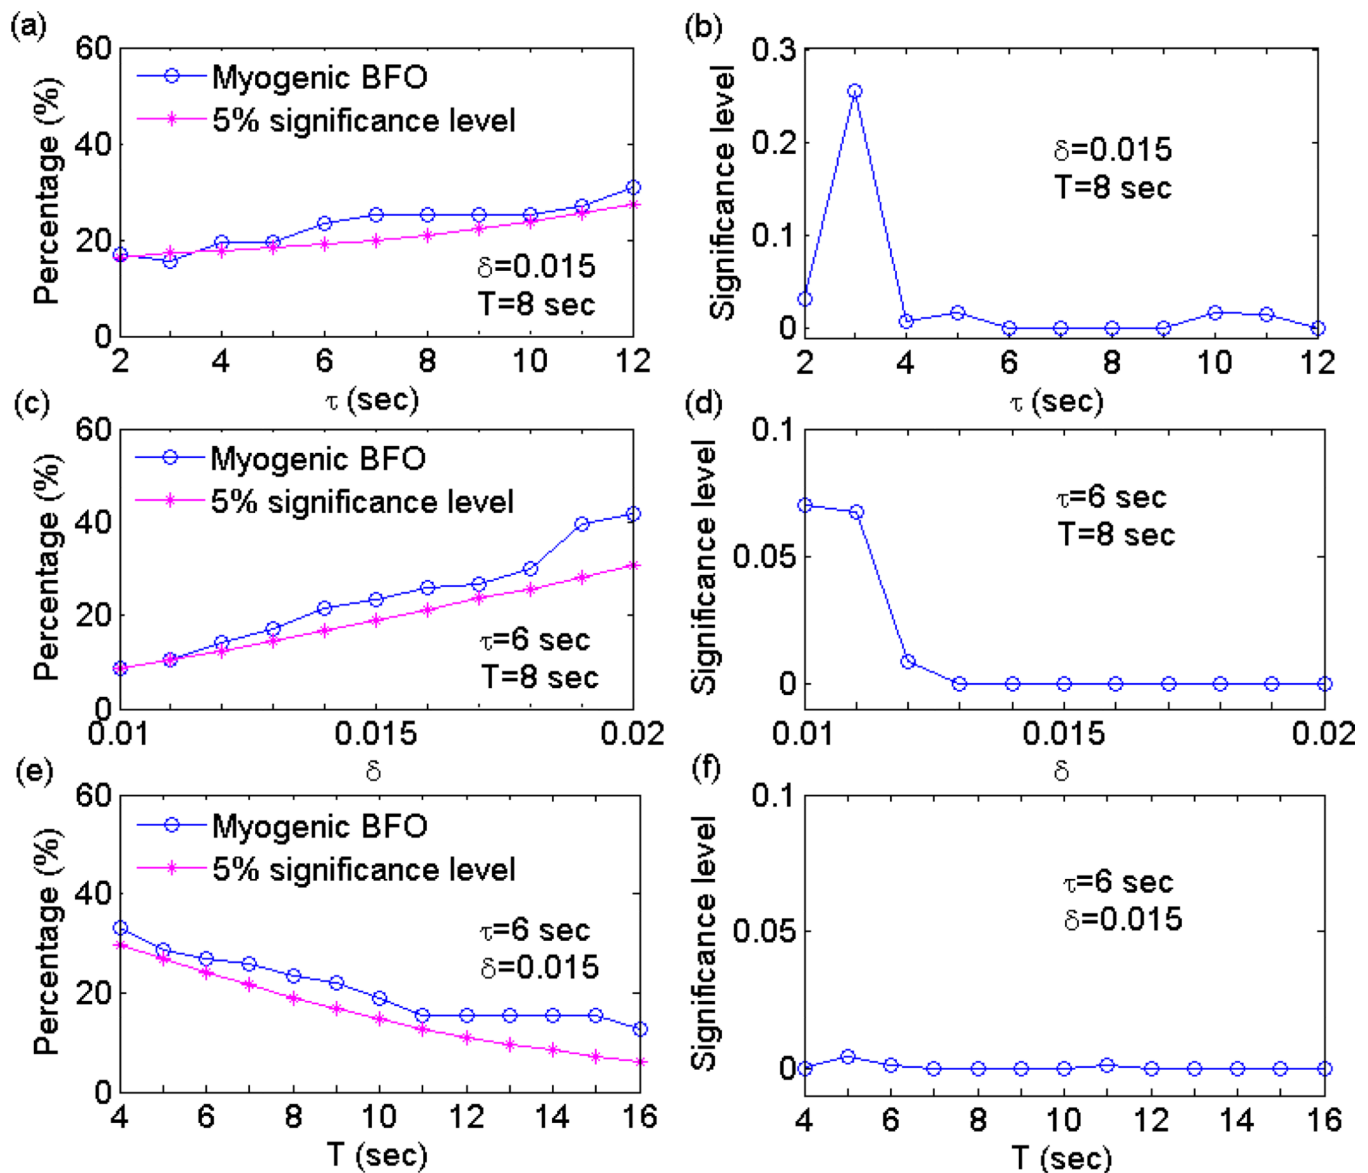 (a)
60
40
20
0
Percentage (%)
Myogenic BFO
5% significance level
δ=0.015
T=8 sec
2 4 6 8 10 12
τ (sec)
(b)
0.3
0.2
0.1
0
Significance level
δ=0.015
T=8 sec
2 4 6 8 10 12
τ (sec)
(c)
60
40
20
0
Percentage (%)
Myogenic BFO
5% significance level
τ=6 sec
T=8 sec
0.01 0.015 0.02
δ
(d)
0.1
0.05
0
Significance level
τ=6 sec
T=8 sec
0.01 0.015 0.02
δ
(e)
60
40
20
0
Percentage (%)
Myogenic BFO
5% significance level
τ=6 sec
δ=0.015
4 6 8 10 12 14 16
T (sec)
(f)
0.1
0.05
0
Significance level
τ=6 sec
δ=0.015
4 6 8 10 12 14 16
T (sec)